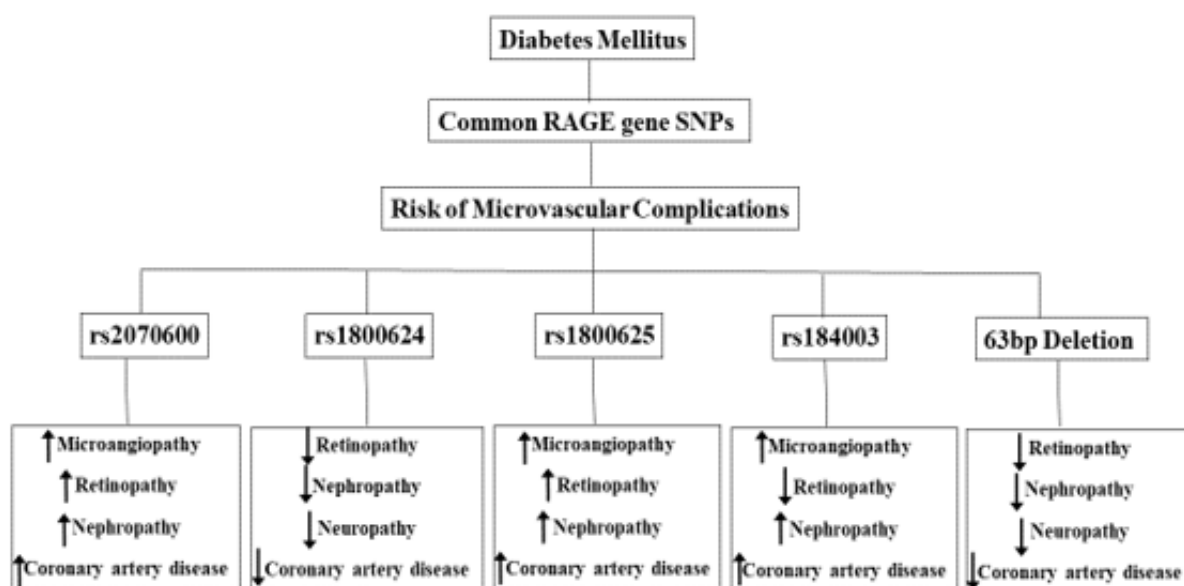 Diabetes Mellitus
Common RAGE gene SNPs
Risk of Microvascular Complications
rs2070600
rs1800624
rs1800625
rs184003
63bp Deletion
↑Microangiopathy
↑Retinopathy
↑Nephropathy
↑Coronary artery disease
↓Retinopathy
↓Nephropathy
↓Neuropathy
↓Coronary artery disease
↑Microangiopathy
↑Retinopathy
↑Nephropathy
↑Coronary artery disease
↑Microangiopathy
↓Retinopathy
↑Nephropathy
↑Coronary artery disease
↓Retinopathy
↓Nephropathy
↓Neuropathy
↓Coronary artery disease